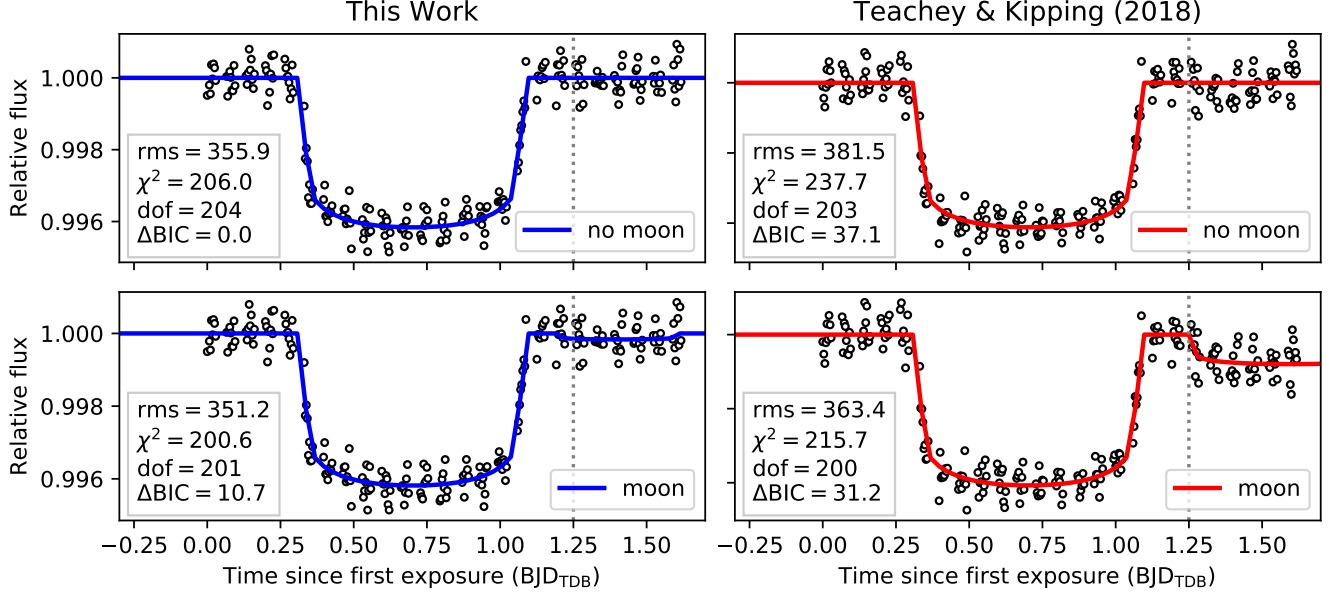 This Work
Teachey & Kipping (2018)
Relative flux
1.000
0.998
0.996
rms = 355.9
χ² = 206.0
dof = 204
ΔBIC = 0.0
no moon
rms = 381.5
χ² = 237.7
dof = 203
ΔBIC = 37.1
no moon
Relative flux
1.000
0.998
0.996
rms = 351.2
χ² = 200.6
dof = 201
ΔBIC = 10.7
moon
rms = 363.4
χ² = 215.7
dof = 200
ΔBIC = 31.2
moon
−0.25 0.00 0.25 0.50 0.75 1.00 1.25 1.50
−0.25 0.00 0.25 0.50 0.75 1.00 1.25 1.50
Time since first exposure (BJD_TDB)
Time since first exposure (BJD_TDB)